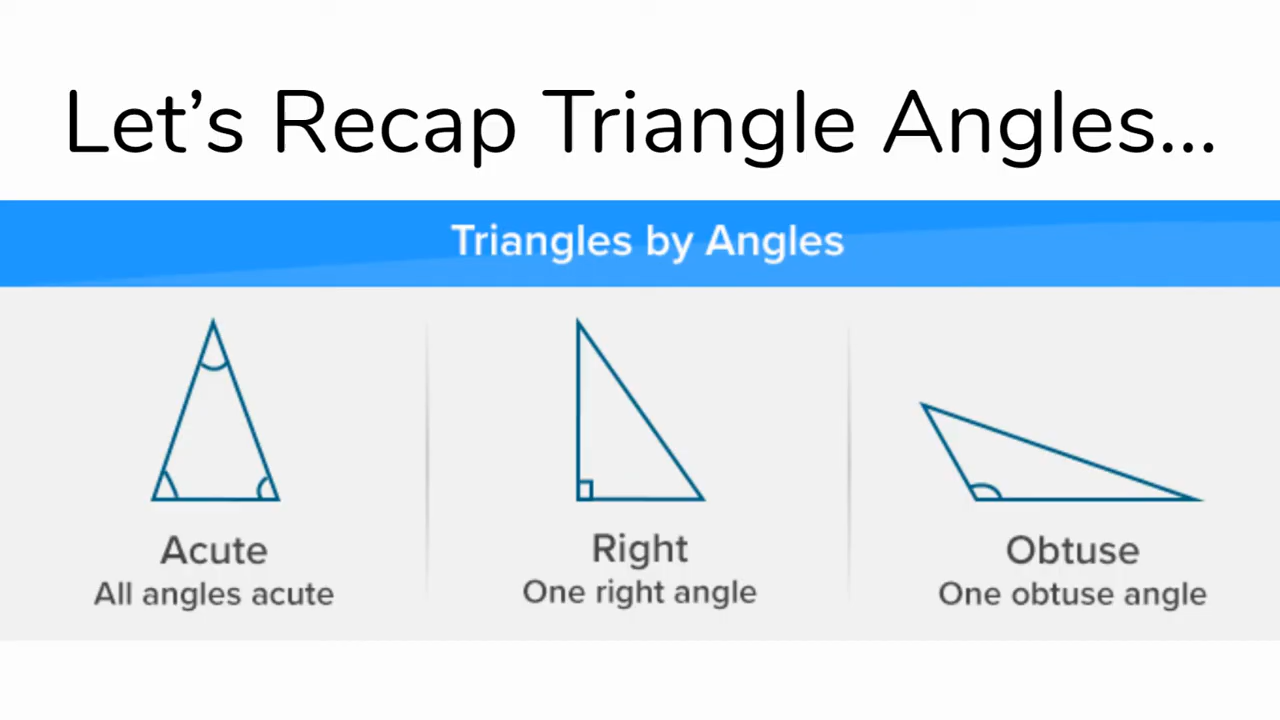 Let’s Recap Triangle Angles...
Triangles by Angles
Acute
All angles acute
Right
One right angle
Obtuse
One obtuse angle